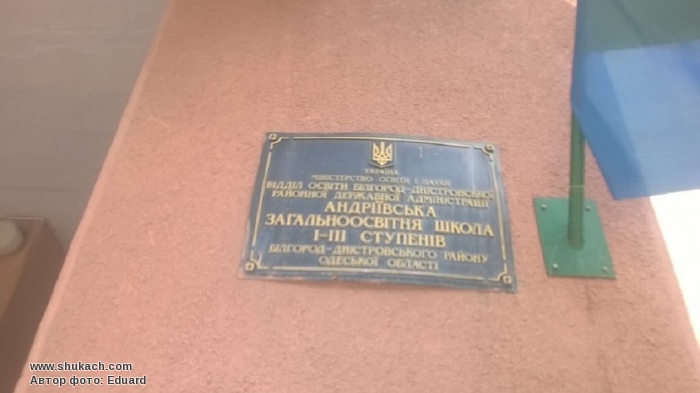 УКРАЇНА
МІНІСТЕРСТВО ОСВІТИ І НАУКИ
ВІДДІЛ ОСВІТИ БІЛГОРОД-ДНІСТРОВСЬКОЇ
РАЙОННОЇ ДЕРЖАВНОЇ АДМІНІСТРАЦІЇ
АНДРІЇВСЬКА
ЗАГАЛЬНООСВІТНЯ ШКОЛА
І-ІІІ СТУПЕНІВ
БІЛГОРОД-ДНІСТРОВСЬКОГО РАЙОНУ
ОДЕСЬКОЇ ОБЛАСТІ
www.shukach.com
Автор фото: Eduard